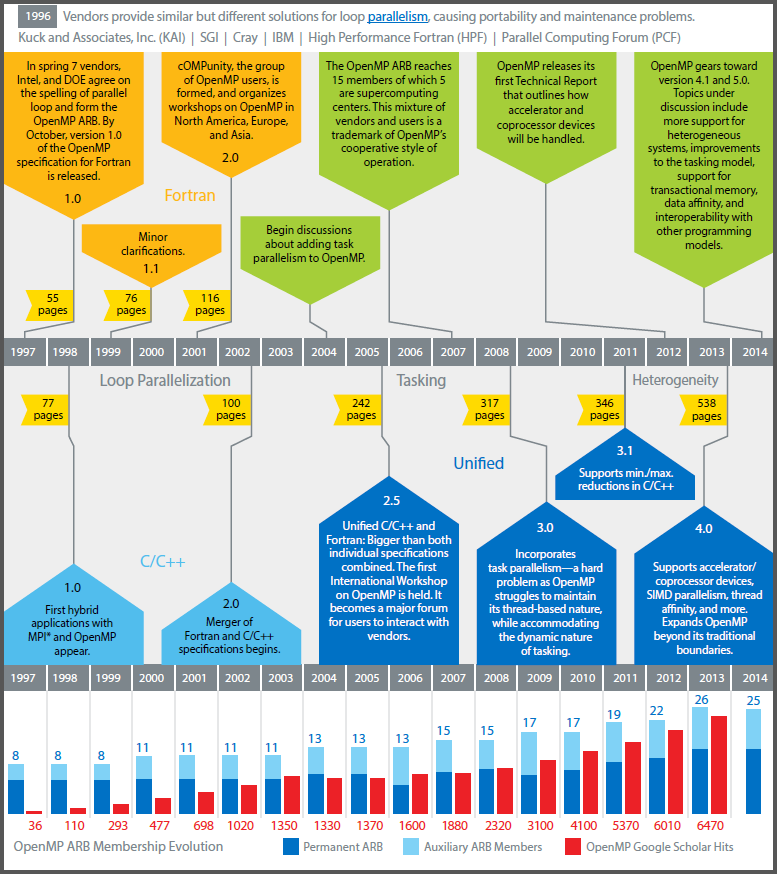 1996 Vendors provide similar but different solutions for loop parallelism, causing portability and maintenance problems.
Kuck and Associates, Inc. (KAI) | SGI | Cray | IBM | High Performance Fortran (HPF) | Parallel Computing Forum (PCF)
In spring 7 vendors,
Intel, and DOE agree on
the spelling of parallel
loop and form the
OpenMP ARB. By
October, version 1.0
of the OpenMP
specification for Fortran
is released.
1.0
cOMPunity, the group
of OpenMP users, is
formed, and organizes
workshops on OpenMP in
North America, Europe,
and Asia.
2.0
The OpenMP ARB reaches
15 members of which 5
are supercomputing
centers. This mixture of
vendors and users is a
trademark of OpenMP's
cooperative style of
operation.
OpenMP releases its
first Technical Report
that outlines how
accelerator and
coprocessor devices
will be handled.
OpenMP gears toward
version 4.1 and 5.0.
Topics under
discussion include
more support for
heterogeneous
systems, improvements
to the tasking model,
support for
transactional memory,
data affinity, and
interoperability with
other programming
models.
Fortran
Minor
clarifications.
1.1
Begin discussions
about adding task
parallelism to OpenMP.
55
pages
76
pages
116
pages
1997 1998 1999 2000 2001 2002 2003 2004 2005 2006 2007 2008 2009 2010 2011 2012 2013 2014
Loop Parallelization Tasking Heterogeneity
77
pages
100
pages
242
pages
317
pages
346
pages
538
pages
Unified
3.1
Supports min./max.
reductions in C/C++
C/C++
1.0
First hybrid
applications with
MPI* and OpenMP
appear.
2.0
Merger of
Fortran and C/C++
specifications begins.
2.5
Unified C/C++ and
Fortran: Bigger than both
individual specifications
combined. The first
International Workshop
on OpenMP is held. It
becomes a major forum
for users to interact with
vendors.
3.0
Incorporates
task parallelism—a hard
problem as OpenMP
struggles to maintain
its thread-based nature,
while accommodating
the dynamic nature
of tasking.
4.0
Supports accelerator/
coprocessor devices,
SIMD parallelism, thread
affinity, and more.
Expands OpenMP
beyond its traditional
boundaries.
1997 1998 1999 2000 2001 2002 2003 2004 2005 2006 2007 2008 2009 2010 2011 2012 2013 2014
8 8 8 11 11 11 11 13 13 13 15 15 17 17 19 22 26 25
36 110 293 477 698 1020 1350 1330 1370 1600 1880 2320 3100 4100 5370 6010 6470
OpenMP ARB Membership Evolution Permanent ARB Auxiliary ARB Members OpenMP Google Scholar Hits